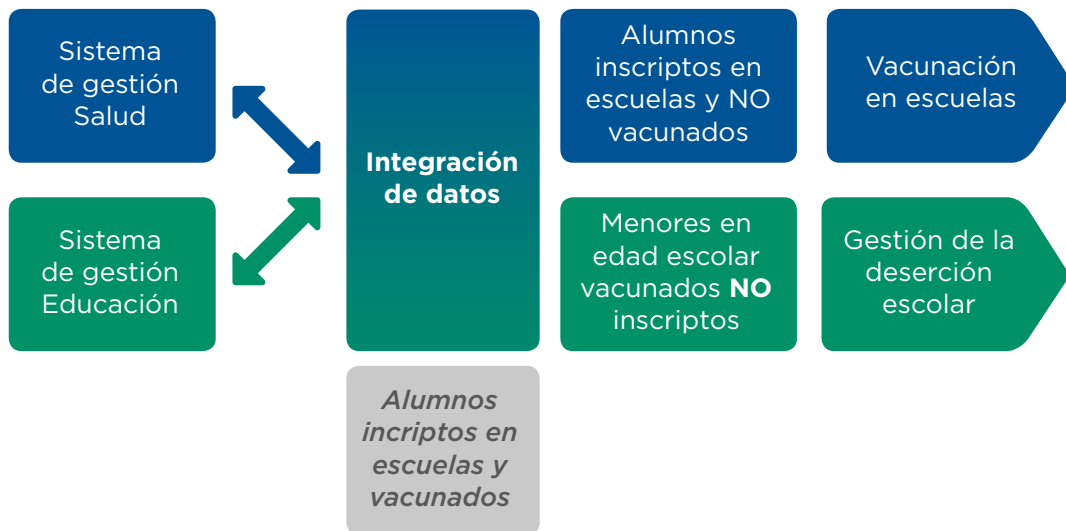 Sistema
de gestión
Salud
Sistema
de gestión
Educación
Integración
de datos
Alumnos
incriptos en
escuelas y
vacunados
Alumnos
inscriptos en
escuelas y NO
vacunados
Vacunación
en escuelas
Menores en
edad escolar
vacunados NO
inscriptos
Gestión de la
deserción
escolar